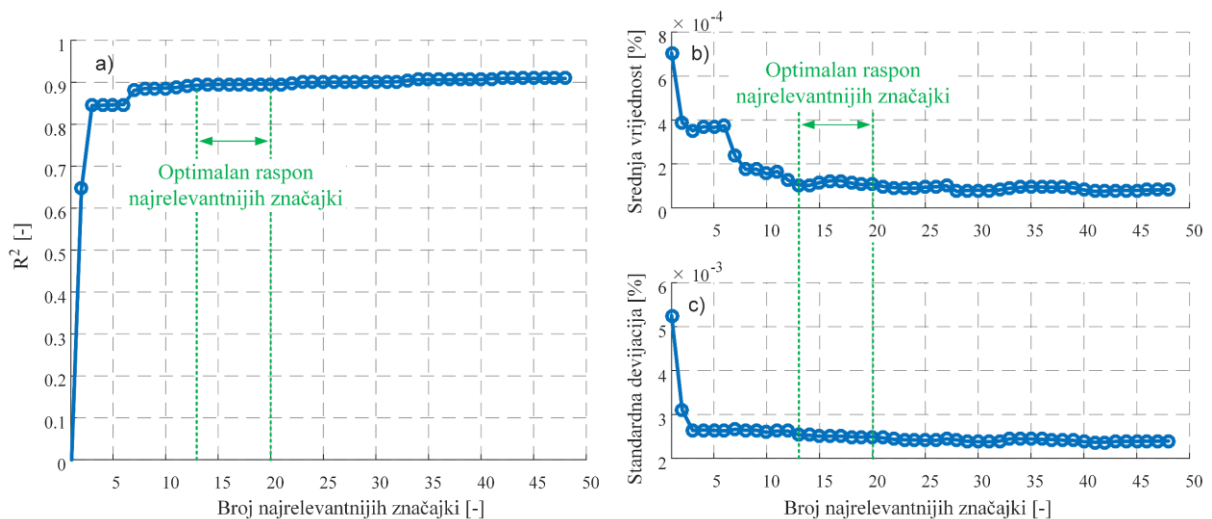 a)
1
0.9
0.8
0.7
0.6
0.5
0.4
0.3
0.2
0.1
0
R² [-]
Optimalan raspon
najrelevantnijih značajki
5 10 15 20 25 30 35 40 45 50
Broj najrelevantnijih značajki [-]
b)
× 10⁻⁴
8
6
4
2
0
Srednja vrijednost [%]
Optimalan raspon
najrelevantnijih značajki
5 10 15 20 25 30 35 40 45 50
c)
× 10⁻³
6
5
4
3
2
Standardna devijacija [%]
5 10 15 20 25 30 35 40 45 50
Broj najrelevantnijih značajki [-]